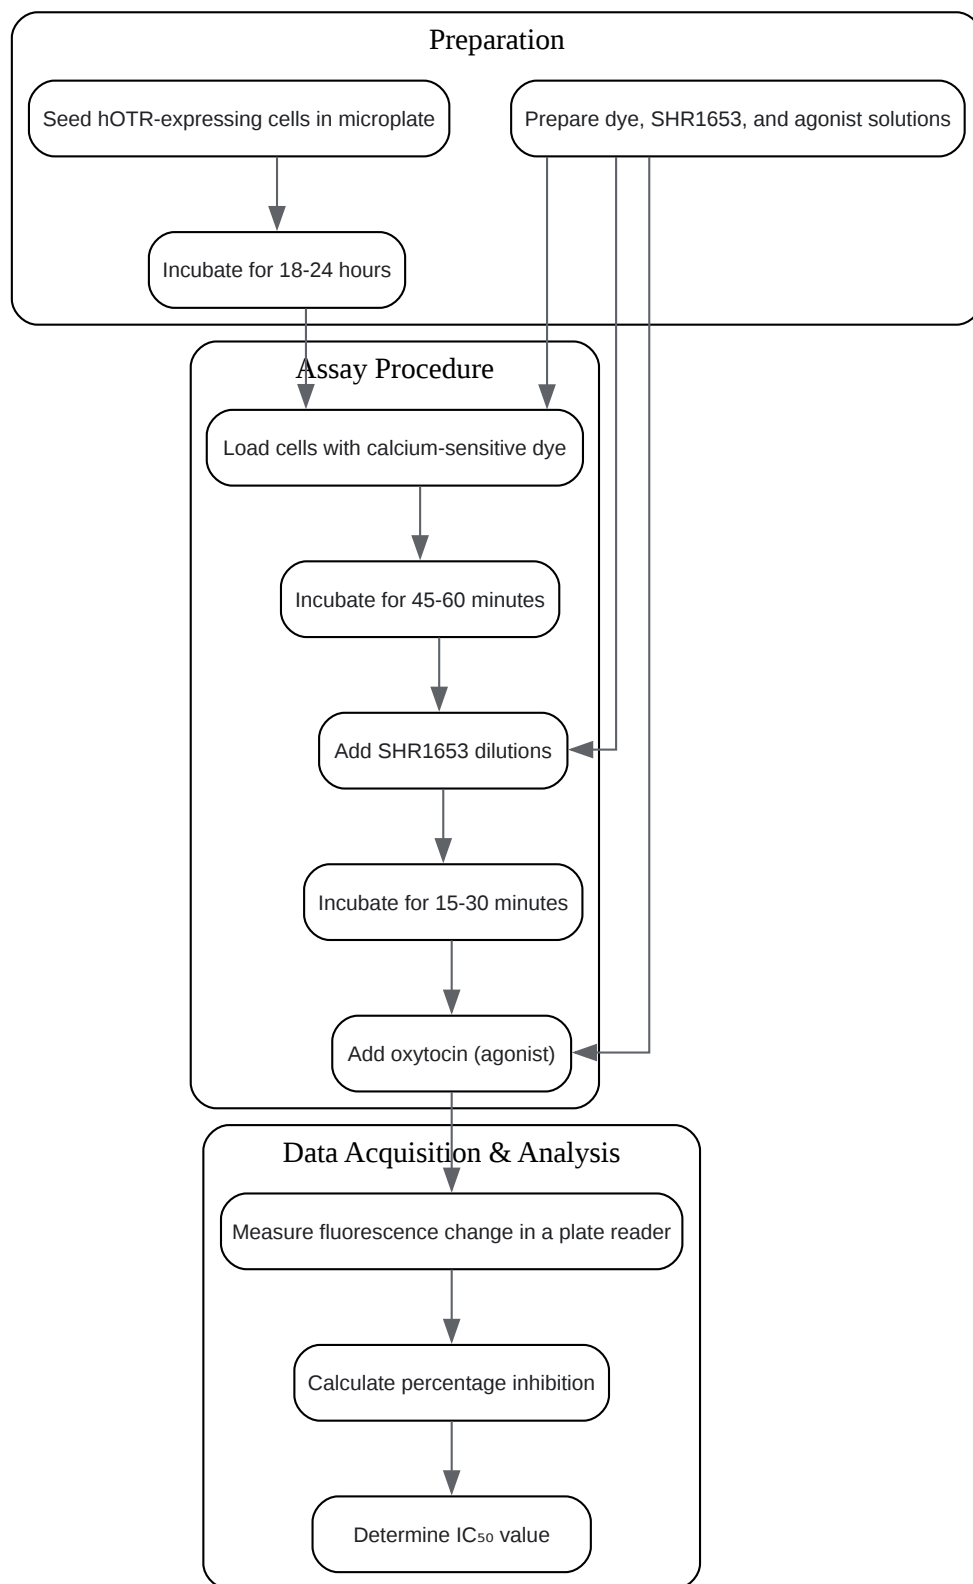 Preparation
Seed hOTR-expressing cells in microplate
Prepare dye, SHR1653, and agonist solutions
Incubate for 18-24 hours
Assay Procedure
Load cells with calcium-sensitive dye
Incubate for 45-60 minutes
Add SHR1653 dilutions
Incubate for 15-30 minutes
Add oxytocin (agonist)
Data Acquisition & Analysis
Measure fluorescence change in a plate reader
Calculate percentage inhibition
Determine IC₅₀ value